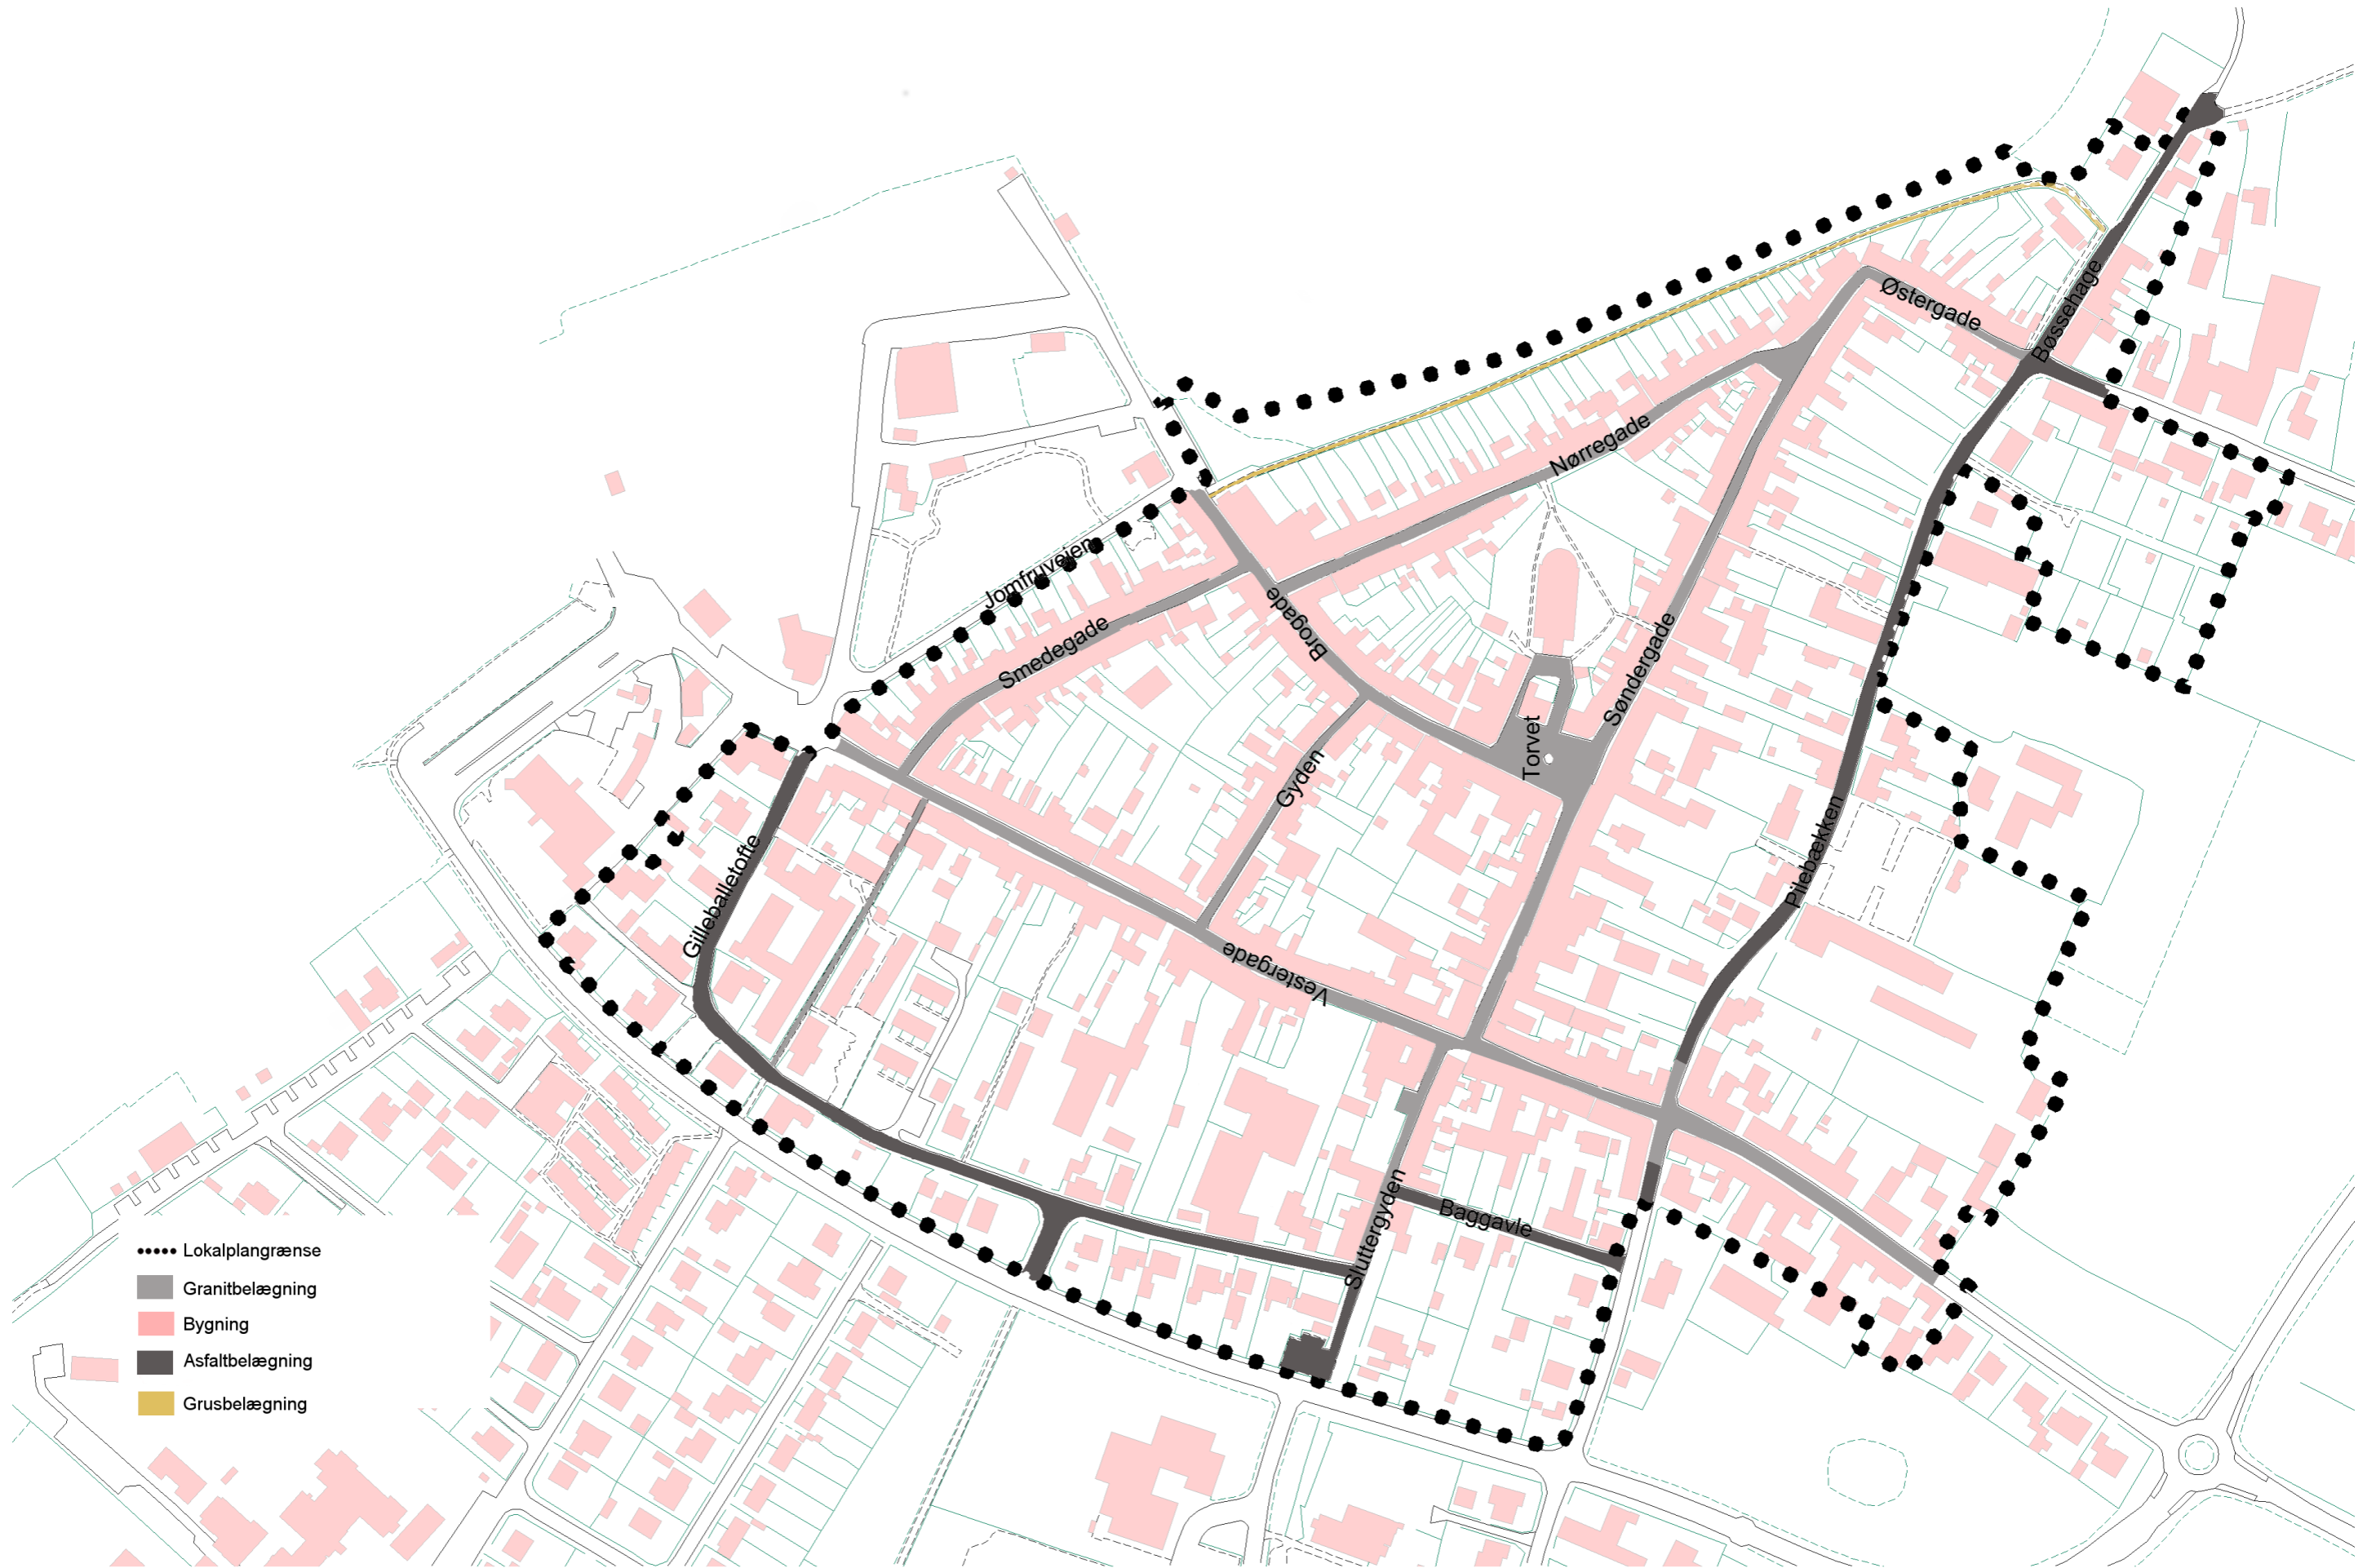 Østergade
Bøssehage
Nørregade
Jomfruvejen
Brogade
Smedegade
Søndergade
Torvet
Gyden
Pilebækken
Gilleballetofte
Vestergade
Sluttergyden
Baggavle
Lokalplangrænse
Granitbelægning
Bygning
Asfaltbelægning
Grusbelægning